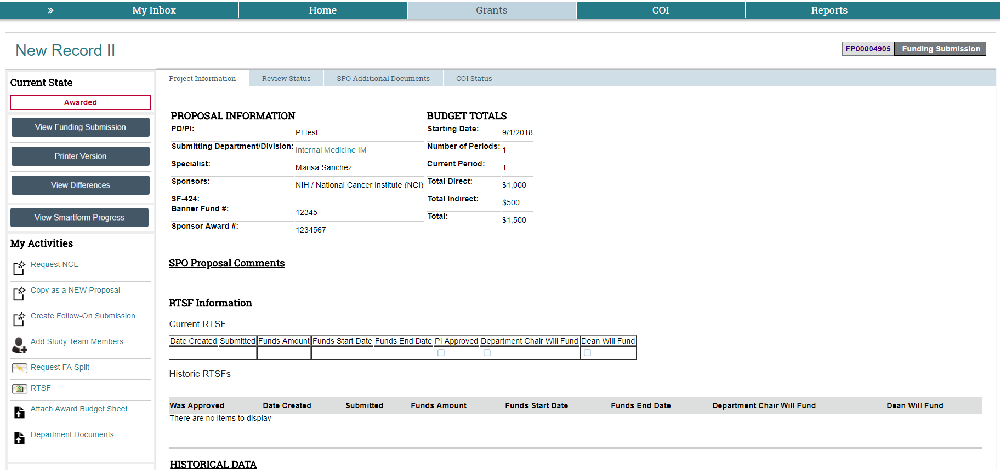 » My Inbox Home Grants COI Reports
New Record II
FP00004905 Funding Submission
Current State
Awarded
View Funding Submission
Printer Version
View Differences
View Smartform Progress
My Activities
Request NCE
Copy as a NEW Proposal
Create Follow-On Submission
Add Study Team Members
Request FA Split
RTSF
Attach Award Budget Sheet
Department Documents
Project Information Review Status SPO Additional Documents COI Status
PROPOSAL INFORMATION
PD/PI: PI test
Submitting Department/Division: Internal Medicine IM
Specialist: Marisa Sanchez
Sponsors: NIH / National Cancer Institute (NCI)
SF-424:
Banner Fund #: 12345
Sponsor Award #: 1234567
BUDGET TOTALS
Starting Date: 9/1/2018
Number of Periods: 1
Current Period: 1
Total Direct: $1,000
Total Indirect: $500
Total: $1,500
SPO Proposal Comments
RTSF Information
Current RTSF
Date Created Submitted Funds Amount Funds Start Date Funds End Date PI Approved Department Chair Will Fund Dean Will Fund
Historic RTSFs
Was Approved Date Created Submitted Funds Amount Funds Start Date Funds End Date Department Chair Will Fund Dean Will Fund
There are no items to display
HISTORICAL DATA